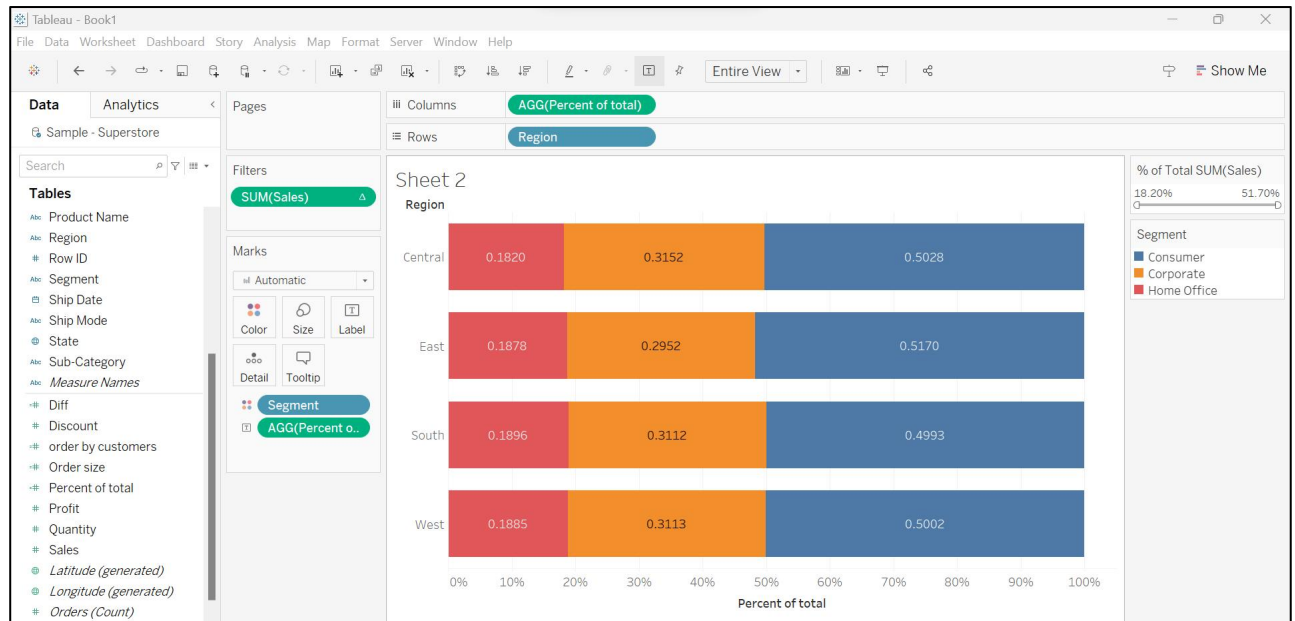 Tableau - Book1
File Data Worksheet Dashboard Story Analysis Map Format Server Window Help
Entire View
Show Me
Data Analytics
Sample - Superstore
Search
Tables
Abc Product Name
Abc Region
# Row ID
Abc Segment
Ship Date
Abc Ship Mode
State
Abc Sub-Category
Abc Measure Names
=# Diff
# Discount
=# order by customers
=# Order size
=# Percent of total
# Profit
# Quantity
# Sales
Latitude (generated)
Longitude (generated)
# Orders (Count)
Pages
Filters
SUM(Sales) Δ
Marks
Automatic
Color Size T Label
Detail Tooltip
Segment
T AGG(Percent o..
iii Columns AGG(Percent of total)
Rows Region
Sheet 2
Region
Central 0.1820 0.3152 0.5028
East 0.1878 0.2952 0.5170
South 0.1896 0.3112 0.4993
West 0.1885 0.3113 0.5002
0% 10% 20% 30% 40% 50% 60% 70% 80% 90% 100%
Percent of total
% of Total SUM(Sales)
18.20% 51.70%
Segment
Consumer
Corporate
Home Office